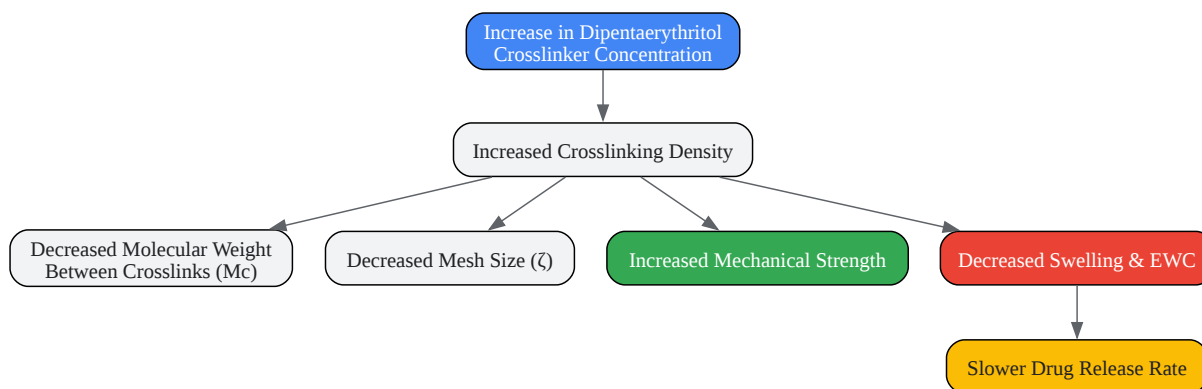 Increase in Dipentaerythritol
Crosslinker Concentration
Increased Crosslinking Density
Decreased Molecular Weight
Between Crosslinks (Mc)
Decreased Mesh Size (ζ)
Increased Mechanical Strength
Decreased Swelling & EWC
Slower Drug Release Rate